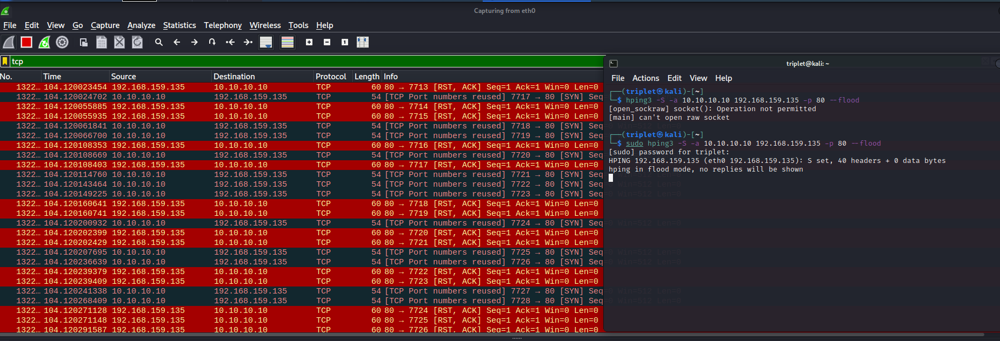 Capturing from eth0
File Edit View Go Capture Analyze Statistics Telephony Wireless Tools Help
tcp
No. Time Source Destination Protocol Length Info
1322… 104.120023454 192.168.159.135 10.10.10.10 TCP 60 80 → 7713 [RST, ACK] Seq=1 Ack=1 Win=0 Len=0
1322… 104.120024702 10.10.10.10 192.168.159.135 TCP 54 [TCP Port numbers reused] 7717 → 80 [SYN] Seq
1322… 104.120055885 192.168.159.135 10.10.10.10 TCP 60 80 → 7714 [RST, ACK] Seq=1 Ack=1 Win=0 Len=0
1322… 104.120055935 192.168.159.135 10.10.10.10 TCP 60 80 → 7715 [RST, ACK] Seq=1 Ack=1 Win=0 Len=0
1322… 104.120061841 10.10.10.10 192.168.159.135 TCP 54 [TCP Port numbers reused] 7718 → 80 [SYN] Seq
1322… 104.120066700 10.10.10.10 192.168.159.135 TCP 54 [TCP Port numbers reused] 7719 → 80 [SYN] Seq
1322… 104.120108353 192.168.159.135 10.10.10.10 TCP 60 80 → 7716 [RST, ACK] Seq=1 Ack=1 Win=0 Len=0
1322… 104.120108669 10.10.10.10 192.168.159.135 TCP 54 [TCP Port numbers reused] 7720 → 80 [SYN] Seq
1322… 104.120108403 192.168.159.135 10.10.10.10 TCP 60 80 → 7717 [RST, ACK] Seq=1 Ack=1 Win=0 Len=0
1322… 104.120114760 10.10.10.10 192.168.159.135 TCP 54 [TCP Port numbers reused] 7721 → 80 [SYN] Seq
1322… 104.120143464 10.10.10.10 192.168.159.135 TCP 54 [TCP Port numbers reused] 7722 → 80 [SYN] Seq
1322… 104.120149225 10.10.10.10 192.168.159.135 TCP 54 [TCP Port numbers reused] 7723 → 80 [SYN] Seq
1322… 104.120160641 192.168.159.135 10.10.10.10 TCP 60 80 → 7718 [RST, ACK] Seq=1 Ack=1 Win=0 Len=0
1322… 104.120160741 192.168.159.135 10.10.10.10 TCP 60 80 → 7719 [RST, ACK] Seq=1 Ack=1 Win=0 Len=0
1322… 104.120200932 10.10.10.10 192.168.159.135 TCP 54 [TCP Port numbers reused] 7724 → 80 [SYN] Seq
1322… 104.120202399 192.168.159.135 10.10.10.10 TCP 60 80 → 7720 [RST, ACK] Seq=1 Ack=1 Win=0 Len=0
1322… 104.120202429 192.168.159.135 10.10.10.10 TCP 60 80 → 7721 [RST, ACK] Seq=1 Ack=1 Win=0 Len=0
1322… 104.120207695 10.10.10.10 192.168.159.135 TCP 54 [TCP Port numbers reused] 7725 → 80 [SYN] Seq
1322… 104.120236639 10.10.10.10 192.168.159.135 TCP 54 [TCP Port numbers reused] 7726 → 80 [SYN] Seq
1322… 104.120239379 192.168.159.135 10.10.10.10 TCP 60 80 → 7722 [RST, ACK] Seq=1 Ack=1 Win=0 Len=0
1322… 104.120239409 192.168.159.135 10.10.10.10 TCP 60 80 → 7723 [RST, ACK] Seq=1 Ack=1 Win=0 Len=0
1322… 104.120241338 10.10.10.10 192.168.159.135 TCP 54 [TCP Port numbers reused] 7727 → 80 [SYN] Seq
1322… 104.120268409 10.10.10.10 192.168.159.135 TCP 54 [TCP Port numbers reused] 7728 → 80 [SYN] Seq
1322… 104.120271128 192.168.159.135 10.10.10.10 TCP 60 80 → 7724 [RST, ACK] Seq=1 Ack=1 Win=0 Len=0
1322… 104.120271148 192.168.159.135 10.10.10.10 TCP 60 80 → 7725 [RST, ACK] Seq=1 Ack=1 Win=0 Len=0
1322… 104.120291587 192.168.159.135 10.10.10.10 TCP 60 80 → 7726 [RST, ACK] Seq=1 Ack=1 Win=0 Len=0
triplet@kali: ~
File Actions Edit View Help
┌──(triplet㉿kali)-[~]
└─$ hping3 -S -a 10.10.10.10 192.168.159.135 -p 80 --flood
[open_sockraw] socket(): Operation not permitted
[main] can't open raw socket
┌──(triplet㉿kali)-[~]
└─$ sudo hping3 -S -a 10.10.10.10 192.168.159.135 -p 80 --flood
[sudo] password for triplet:
HPING 192.168.159.135 (eth0 192.168.159.135): S set, 40 headers + 0 data bytes
hping in flood mode, no replies will be shown